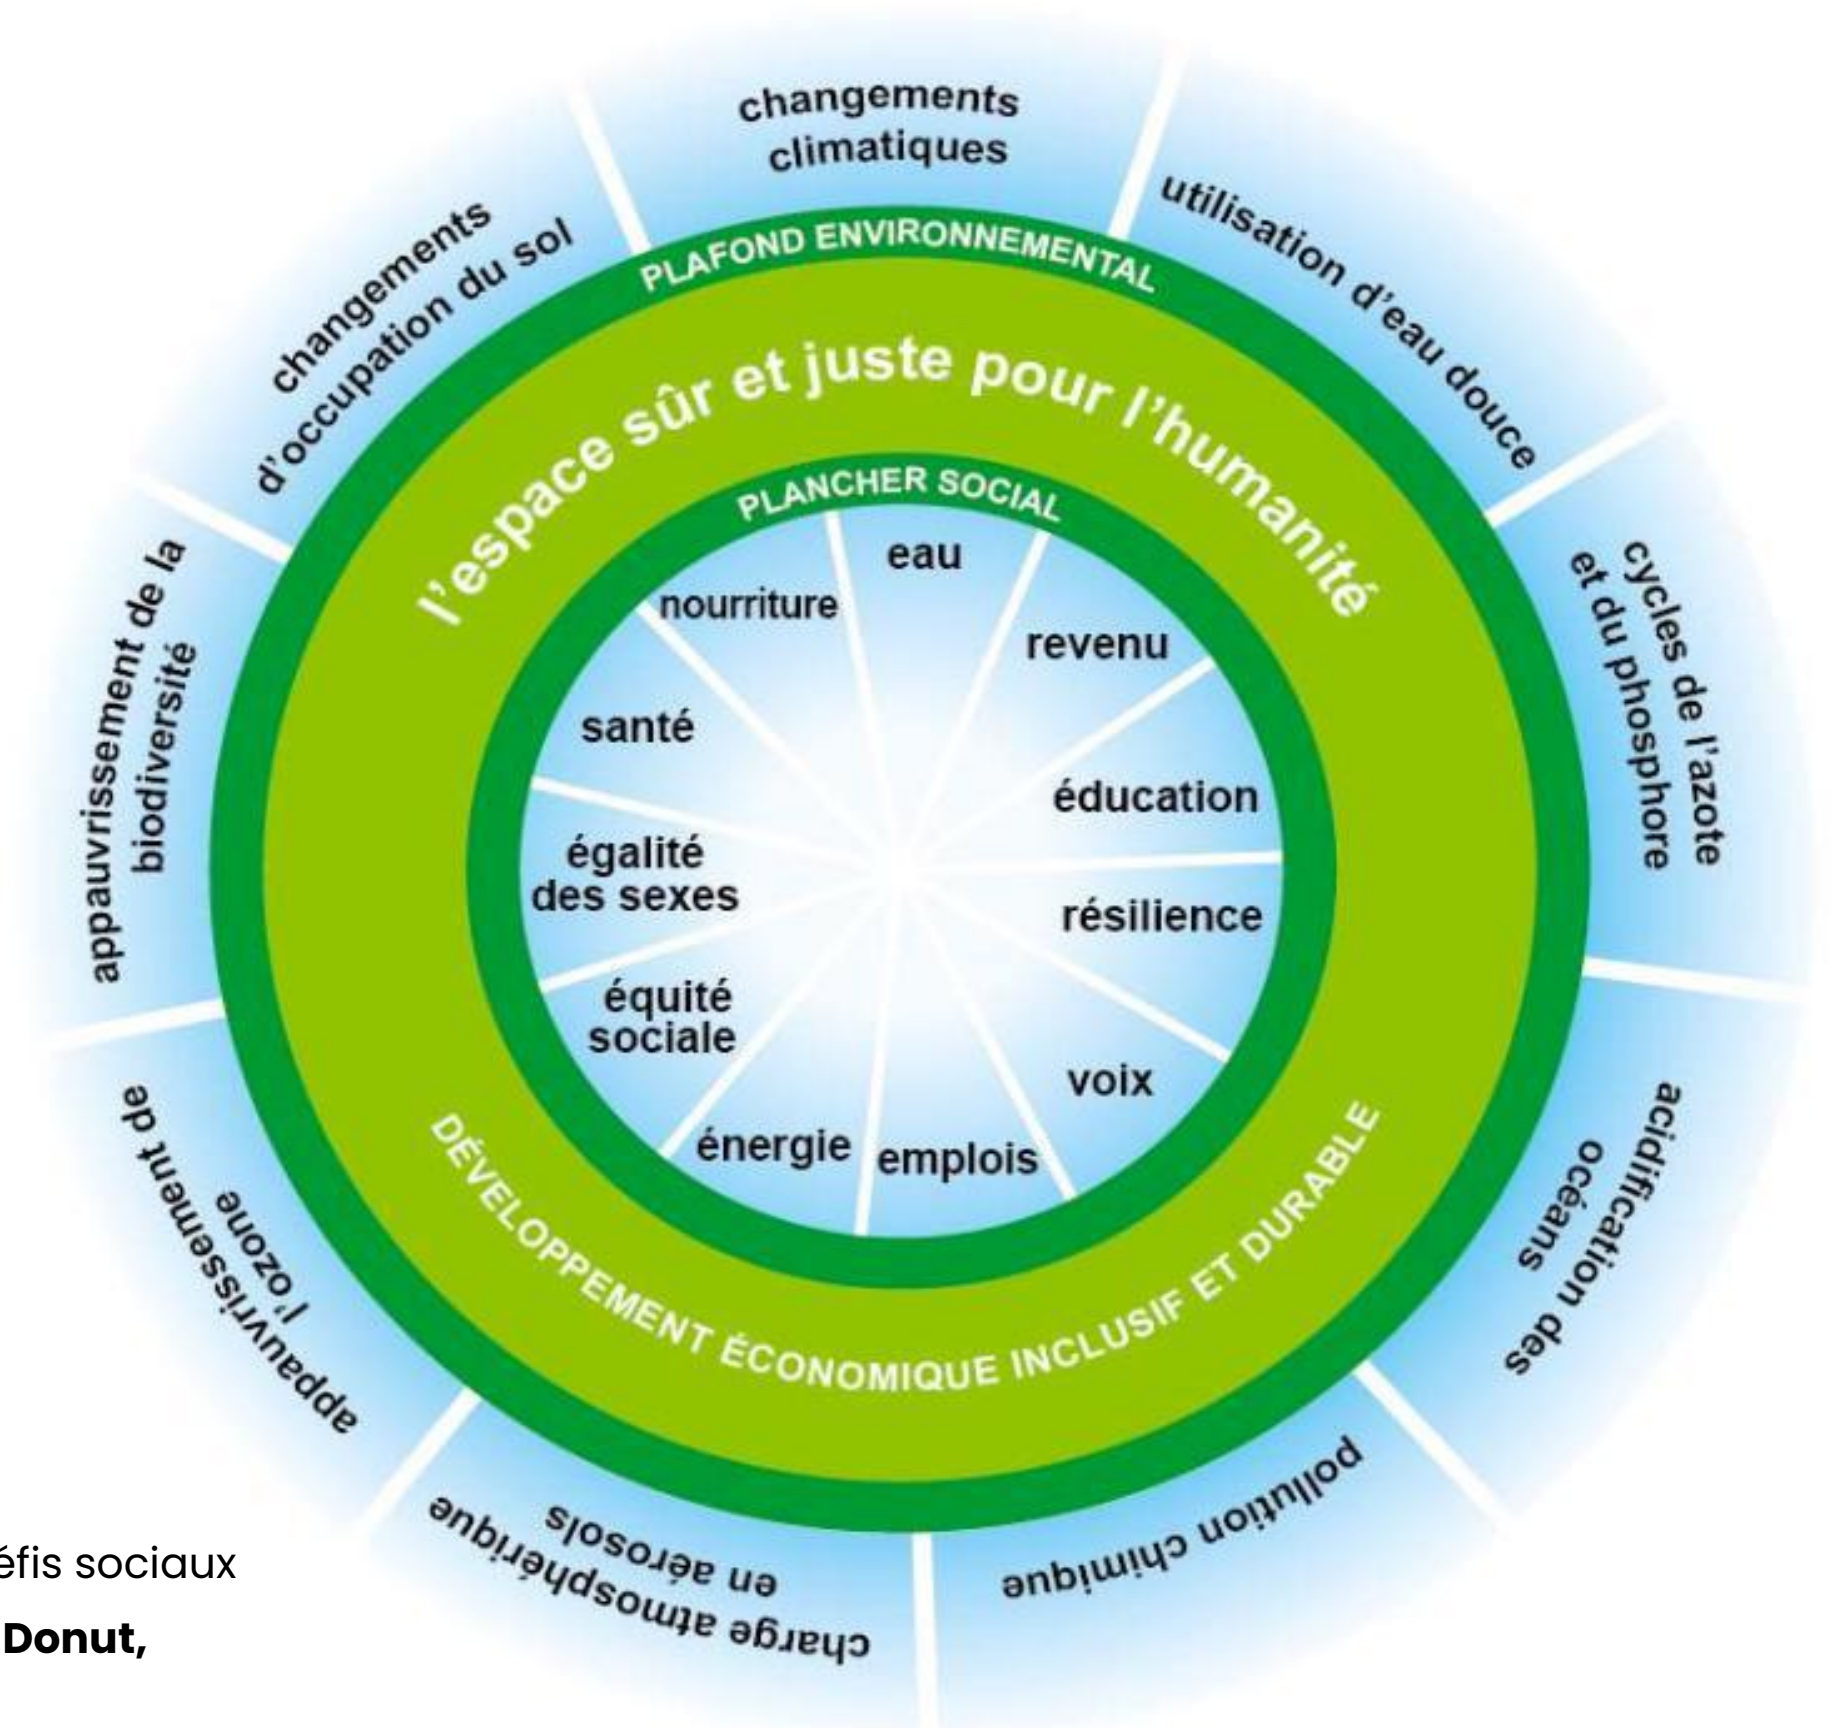 changements
climatiques
utilisation d'eau douce
cycles de l'azote
et du phosphore
acidification des
océans
pollution chimique
charge atmosphérique
en aérosols
appauvrissement de
l'ozone
appauvrissement de la
biodiversité
changements
d'occupation du sol
PLAFOND ENVIRONNEMENTAL
l'espace sûr et juste pour l'humanité
PLANCHER SOCIAL
eau
revenu
éducation
résilience
voix
emplois
énergie
équité
sociale
égalité
des sexes
santé
nourriture
DÉVELOPPEMENT ÉCONOMIQUE INCLUSIF ET DURABLE
éfis sociaux
Donut,